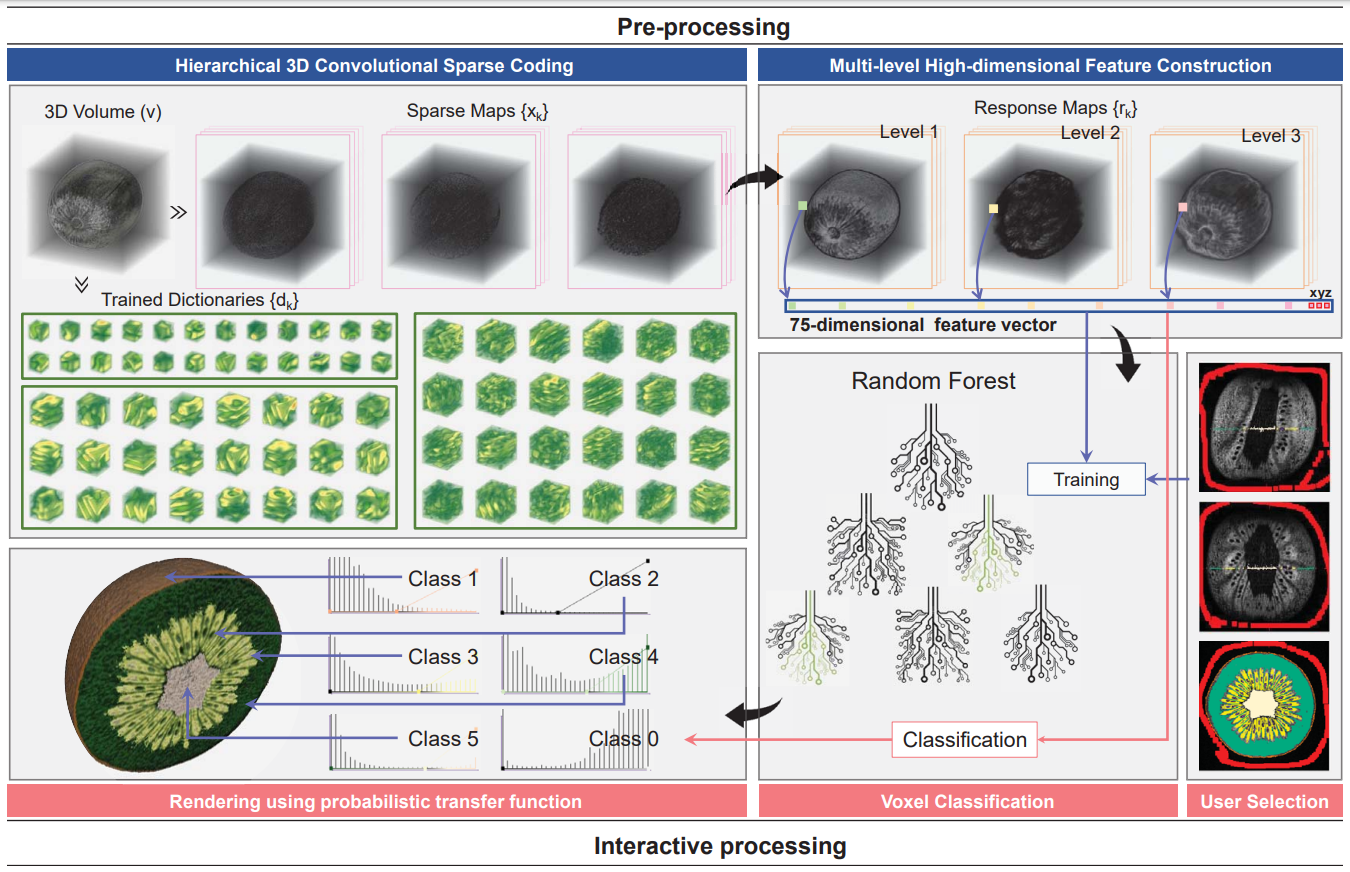 Pre-processing
Hierarchical 3D Convolutional Sparse Coding
Multi-level High-dimensional Feature Construction
3D Volume (v)
Sparse Maps {xk}
Response Maps {rk}
Level 1
Level 2
Level 3
Trained Dictionaries {dk}
xyz
75-dimensional feature vector
Random Forest
Training
Class 1
Class 2
Class 3
Class 4
Class 5
Class 0
Classification
Rendering using probabilistic transfer function
Voxel Classification
User Selection
Interactive processing